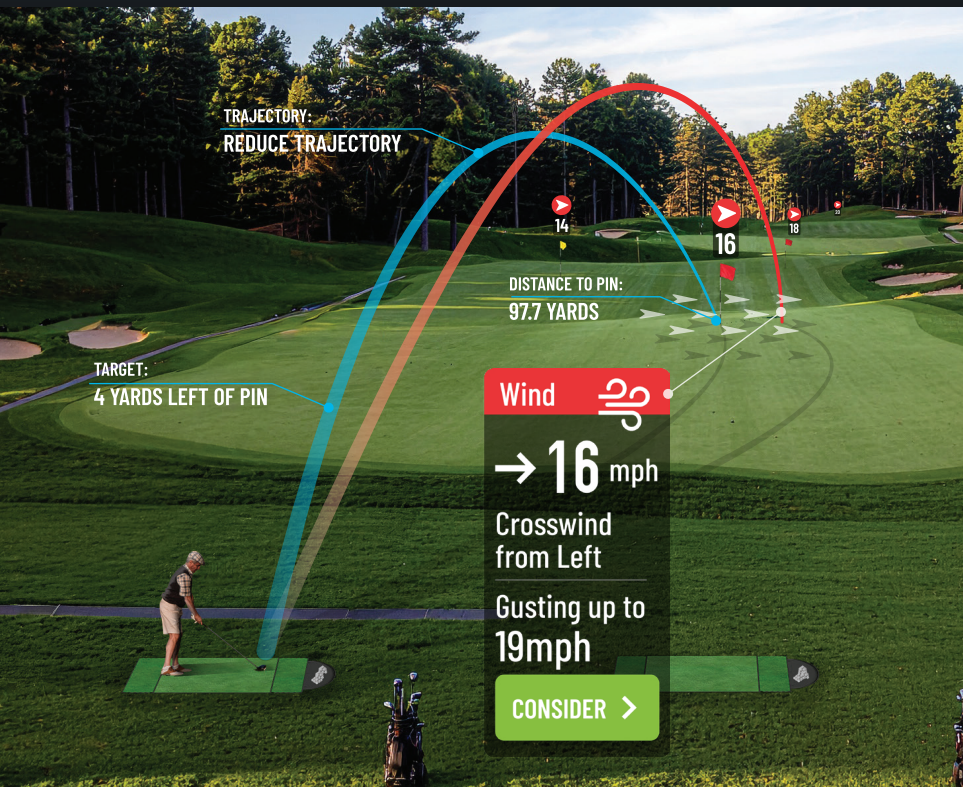 TRAJECTORY:
REDUCE TRAJECTORY
14
16
18
DISTANCE TO PIN:
97.7 YARDS
TARGET:
4 YARDS LEFT OF PIN
Wind
16 mph
Crosswind
from Left
Gusting up to
19mph
CONSIDER